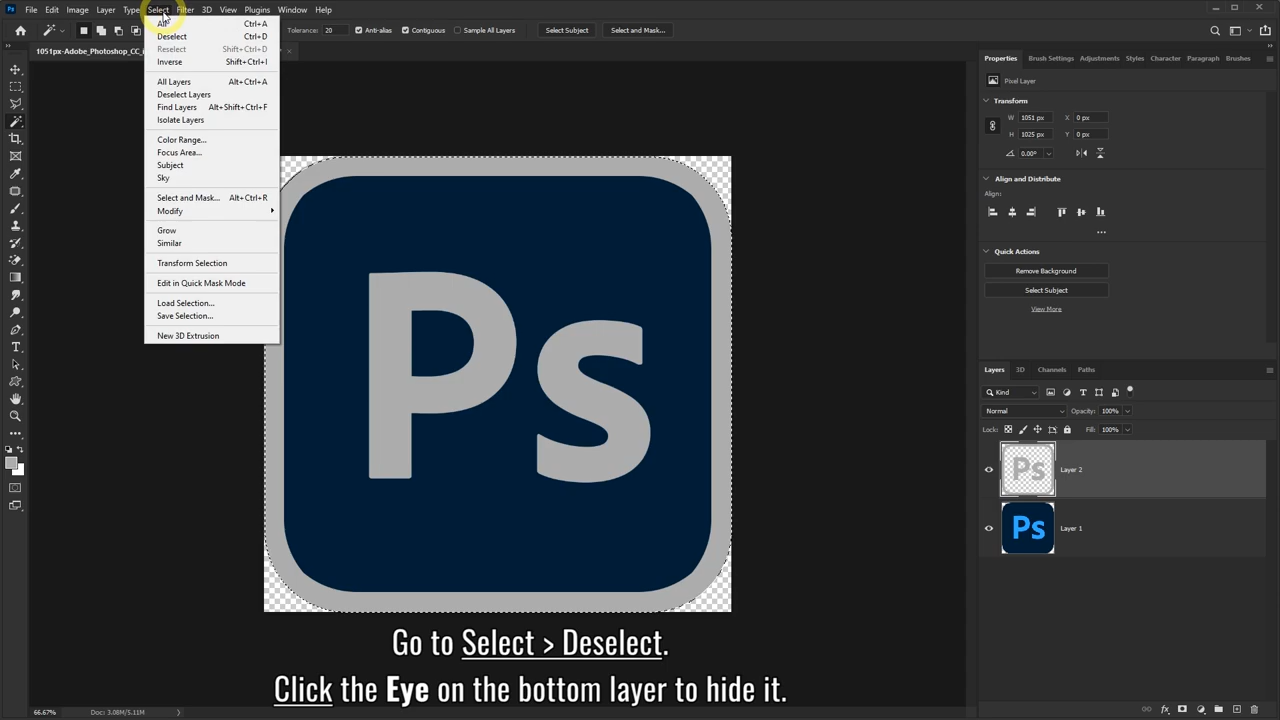 Ps File Edit Image Layer Type Select Filter 3D View Plugins Window Help
Tolerance: 20 Anti-alias Contiguous Sample All Layers Select Subject Select and Mask...
1051px-Adobe_Photoshop_CC_i
All Ctrl+A
Deselect Ctrl+D
Reselect Shift+Ctrl+D
Inverse Shift+Ctrl+I
All Layers Alt+Ctrl+A
Deselect Layers
Find Layers Alt+Shift+Ctrl+F
Isolate Layers
Color Range...
Focus Area...
Subject
Sky
Select and Mask... Alt+Ctrl+R
Modify
Grow
Similar
Transform Selection
Edit in Quick Mask Mode
Load Selection...
Save Selection...
New 3D Extrusion
Ps
Go to Select > Deselect.
Click the Eye on the bottom layer to hide it.
66.67% Doc: 3.08M/5.11M
Properties Brush Settings Adjustments Styles Character Paragraph Brushes
Pixel Layer
Transform
W 1051 px X 0 px
H 1025 px Y 0 px
0.00°
Align and Distribute
Align:
Quick Actions
Remove Background
Select Subject
View More
Layers 3D Channels Paths
Kind
Normal Opacity: 100%
Lock: Fill: 100%
Ps Layer 2
Ps Layer 1
fx